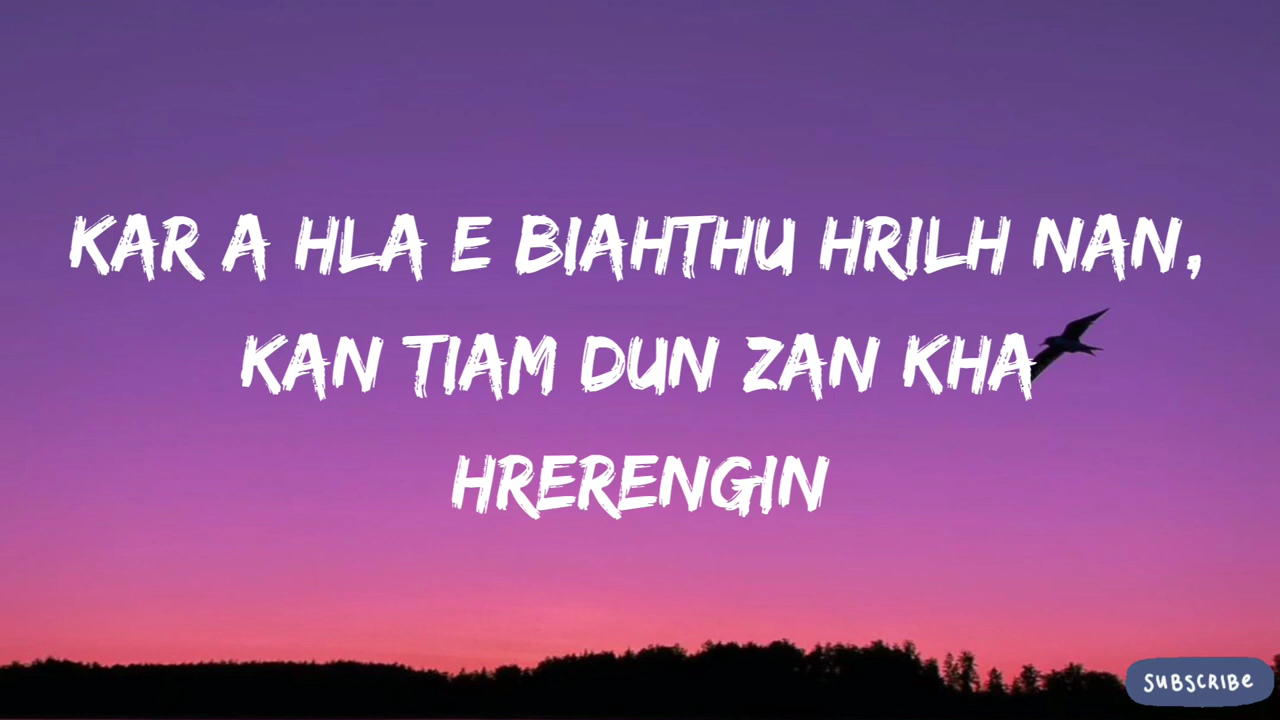 KAR A HLA E BIAHTHU HRILH NAN,
KAN TIAM DUN ZAN KHA
HRERENGIN
SUBSCRIBE